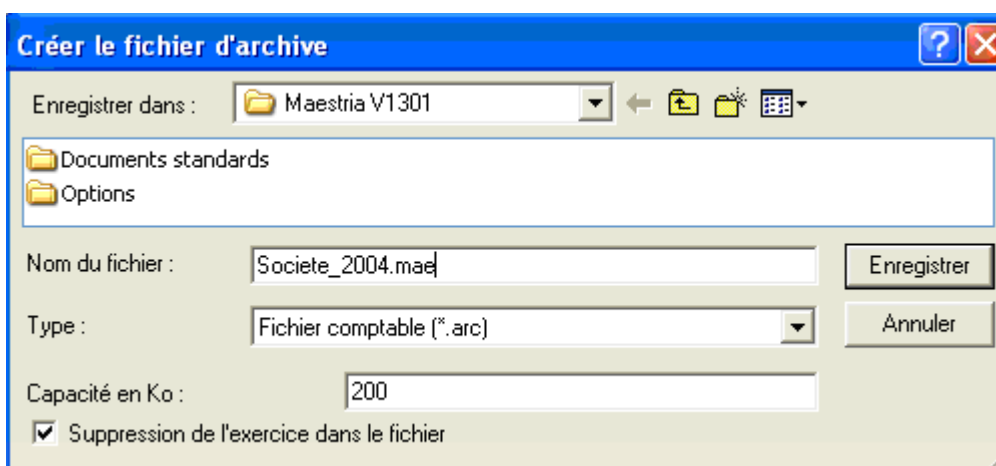 Créer le fichier d'archive
Enregistrer dans : Maestria V1301
Documents standards
Options
Nom du fichier : Societe_2004.mae Enregistrer
Type : Fichier comptable (*.arc) Annuler
Capacité en Ko : 200
Suppression de l'exercice dans le fichier